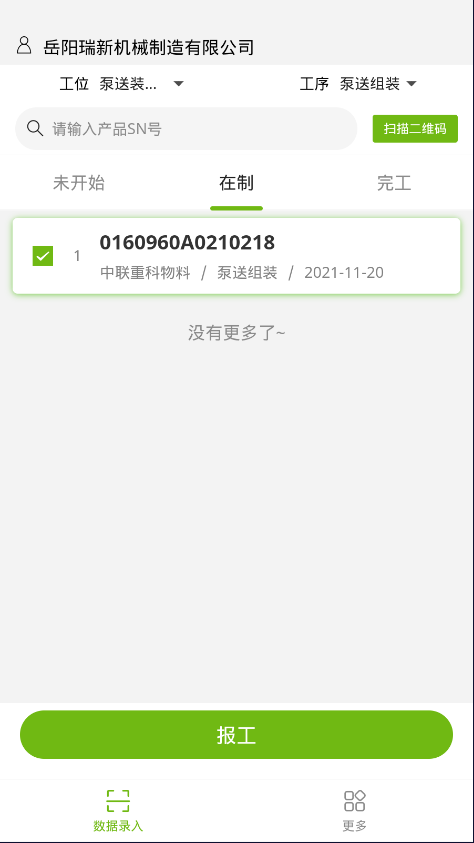 岳阳瑞新机械制造有限公司
工位 泵送装... 工序 泵送组装
请输入产品SN号 扫描二维码
未开始 在制 完工
1 0160960A0210218
中联重科物料 / 泵送组装 / 2021-11-20
没有更多了~
报工
数据录入 更多